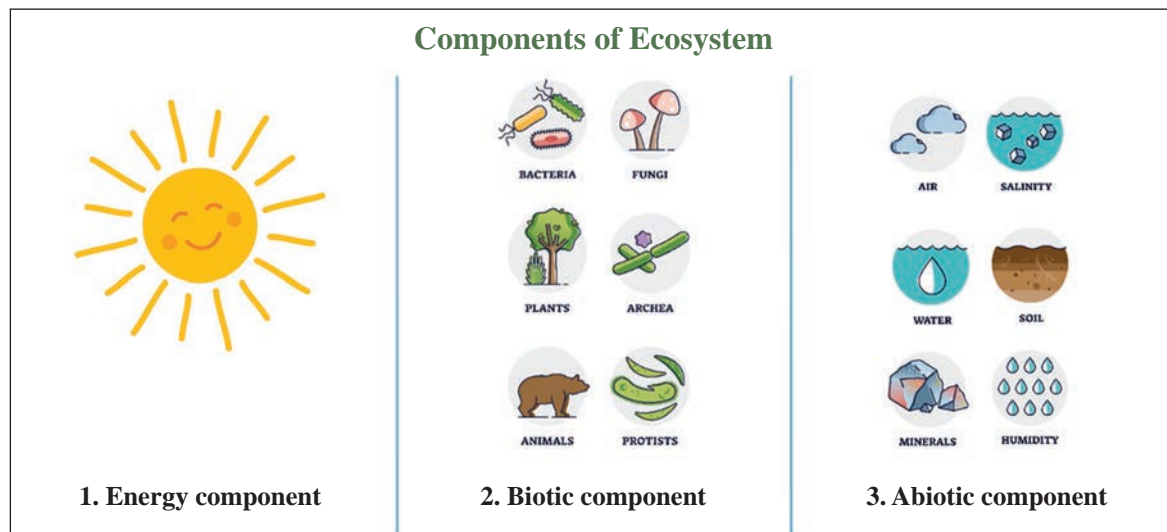 Components of Ecosystem
BACTERIA FUNGI
PLANTS ARCHEA
ANIMALS PROTISTS
AIR SALINITY
WATER SOIL
MINERALS HUMIDITY
1. Energy component
2. Biotic component
3. Abiotic component